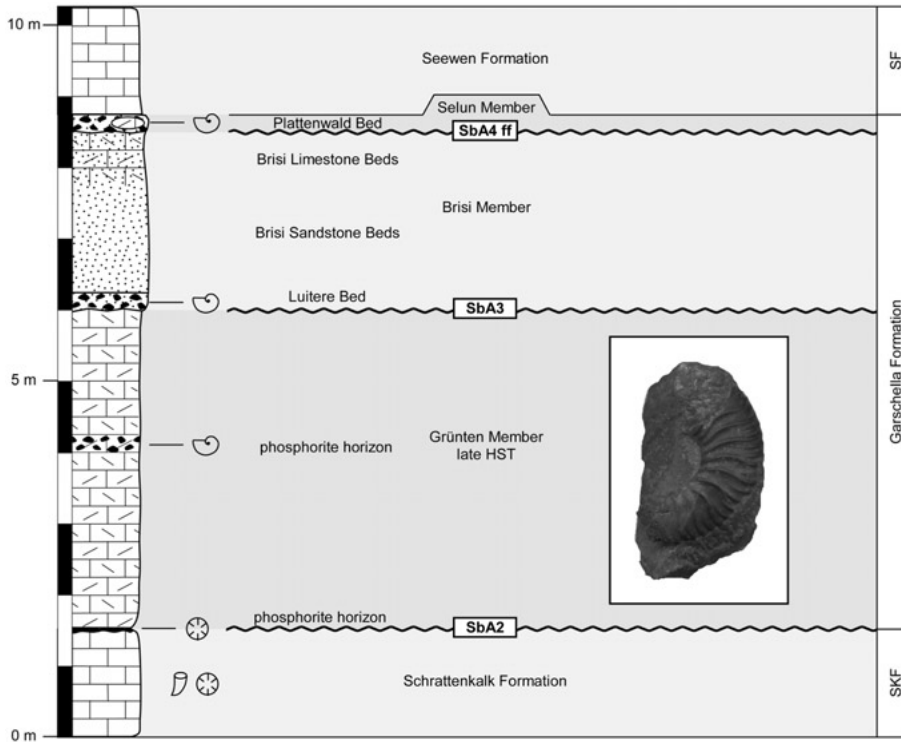 10 m
Seewen Formation
SF
Selun Member
Plattenwald Bed
SbA4 ff
Brisi Limestone Beds
Brisi Member
Brisi Sandstone Beds
Luitere Bed
SbA3
Garschella Formation
5 m
phosphorite horizon
Grünten Member
late HST
phosphorite horizon
SbA2
Schrattenkalk Formation
SKF
0 m